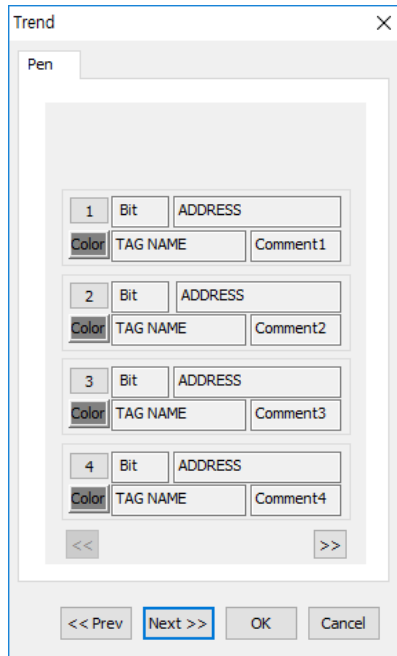 Trend
Pen
1 Bit ADDRESS
Color TAG NAME Comment1
2 Bit ADDRESS
Color TAG NAME Comment2
3 Bit ADDRESS
Color TAG NAME Comment3
4 Bit ADDRESS
Color TAG NAME Comment4
<< >>
<< Prev Next >> OK Cancel